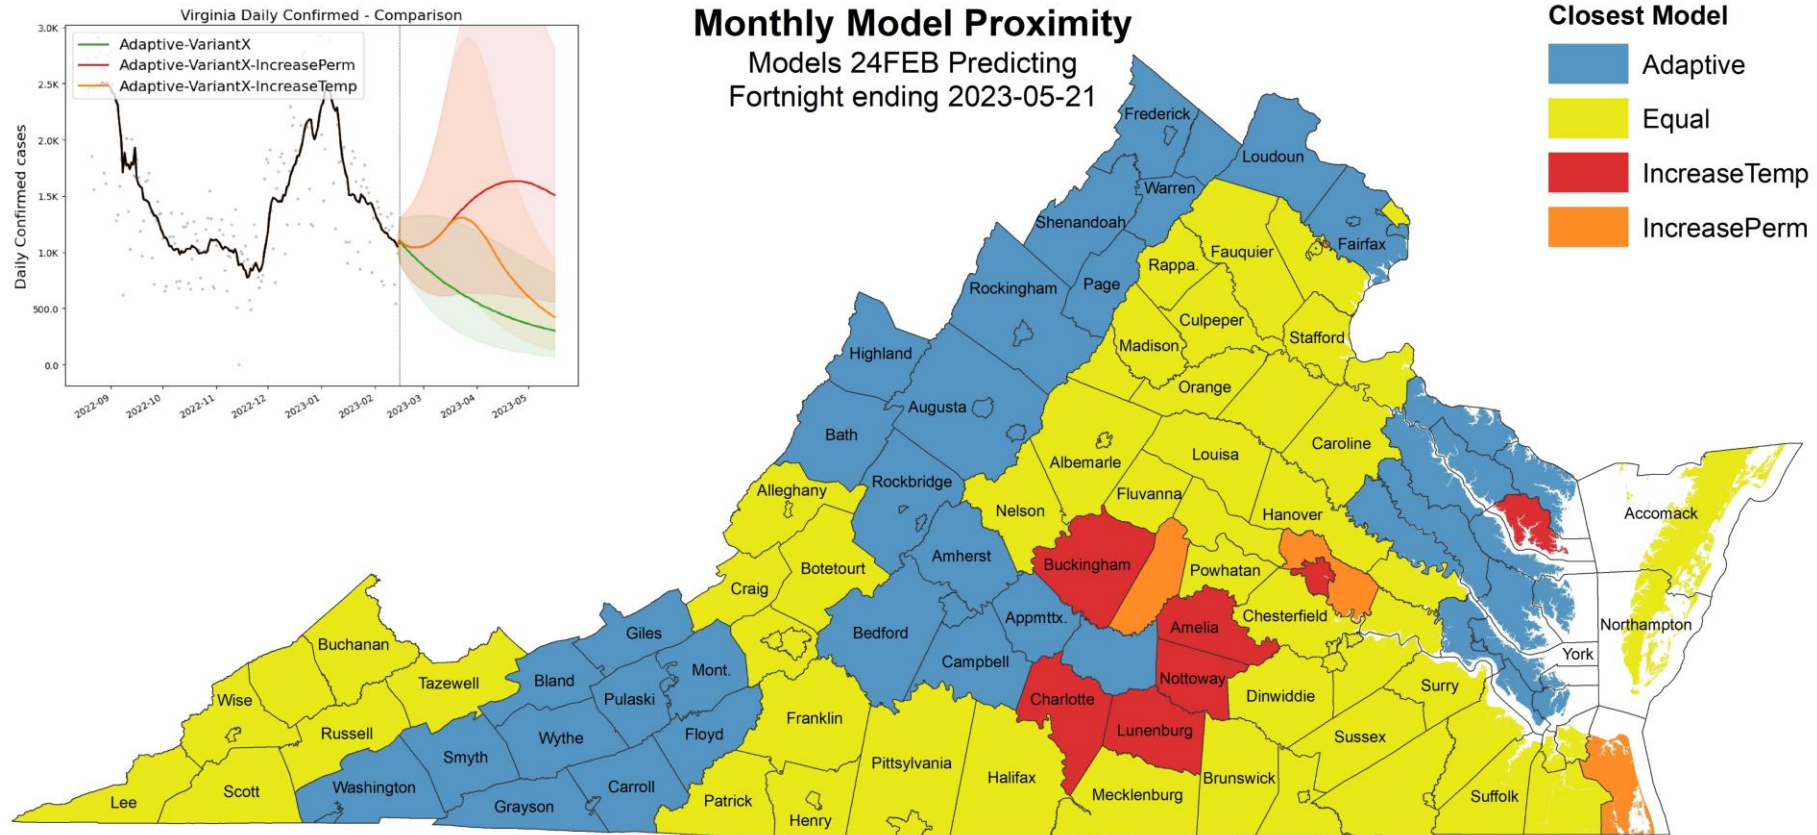 Virginia Daily Confirmed - Comparison
3.0K
2.5K
2.0K
1.5K
1.0K
500.0
0.0
Daily Confirmed cases
Adaptive-VariantX
Adaptive-VariantX-IncreasePerm
Adaptive-VariantX-IncreaseTemp
2022-09
2022-10
2022-11
2022-12
2023-01
2023-02
2023-03
2023-04
2023-05
Monthly Model Proximity
Models 24FEB Predicting
Fortnight ending 2023-05-21
Closest Model
Adaptive
Equal
IncreaseTemp
IncreasePerm
Frederick
Loudoun
Warren
Shenandoah
Fairfax
Fauquier
Rappa.
Page
Rockingham
Culpeper
Stafford
Madison
Highland
Orange
Augusta
Bath
Caroline
Louisa
Albemarle
Rockbridge
Alleghany
Fluvanna
Nelson
Hanover
Accomack
Amherst
Buckingham
Botetourt
Powhatan
Craig
Chesterfield
Appmttx.
Northampton
Amelia
Giles
Bedford
Buchanan
York
Campbell
Mont.
Nottoway
Bland
Tazewell
Surry
Dinwiddie
Wise
Pulaski
Charlotte
Franklin
Lunenburg
Russell
Floyd
Wythe
Sussex
Smyth
Pittsylvania
Halifax
Brunswick
Washington
Carroll
Scott
Mecklenburg
Suffolk
Lee
Patrick
Grayson
Henry